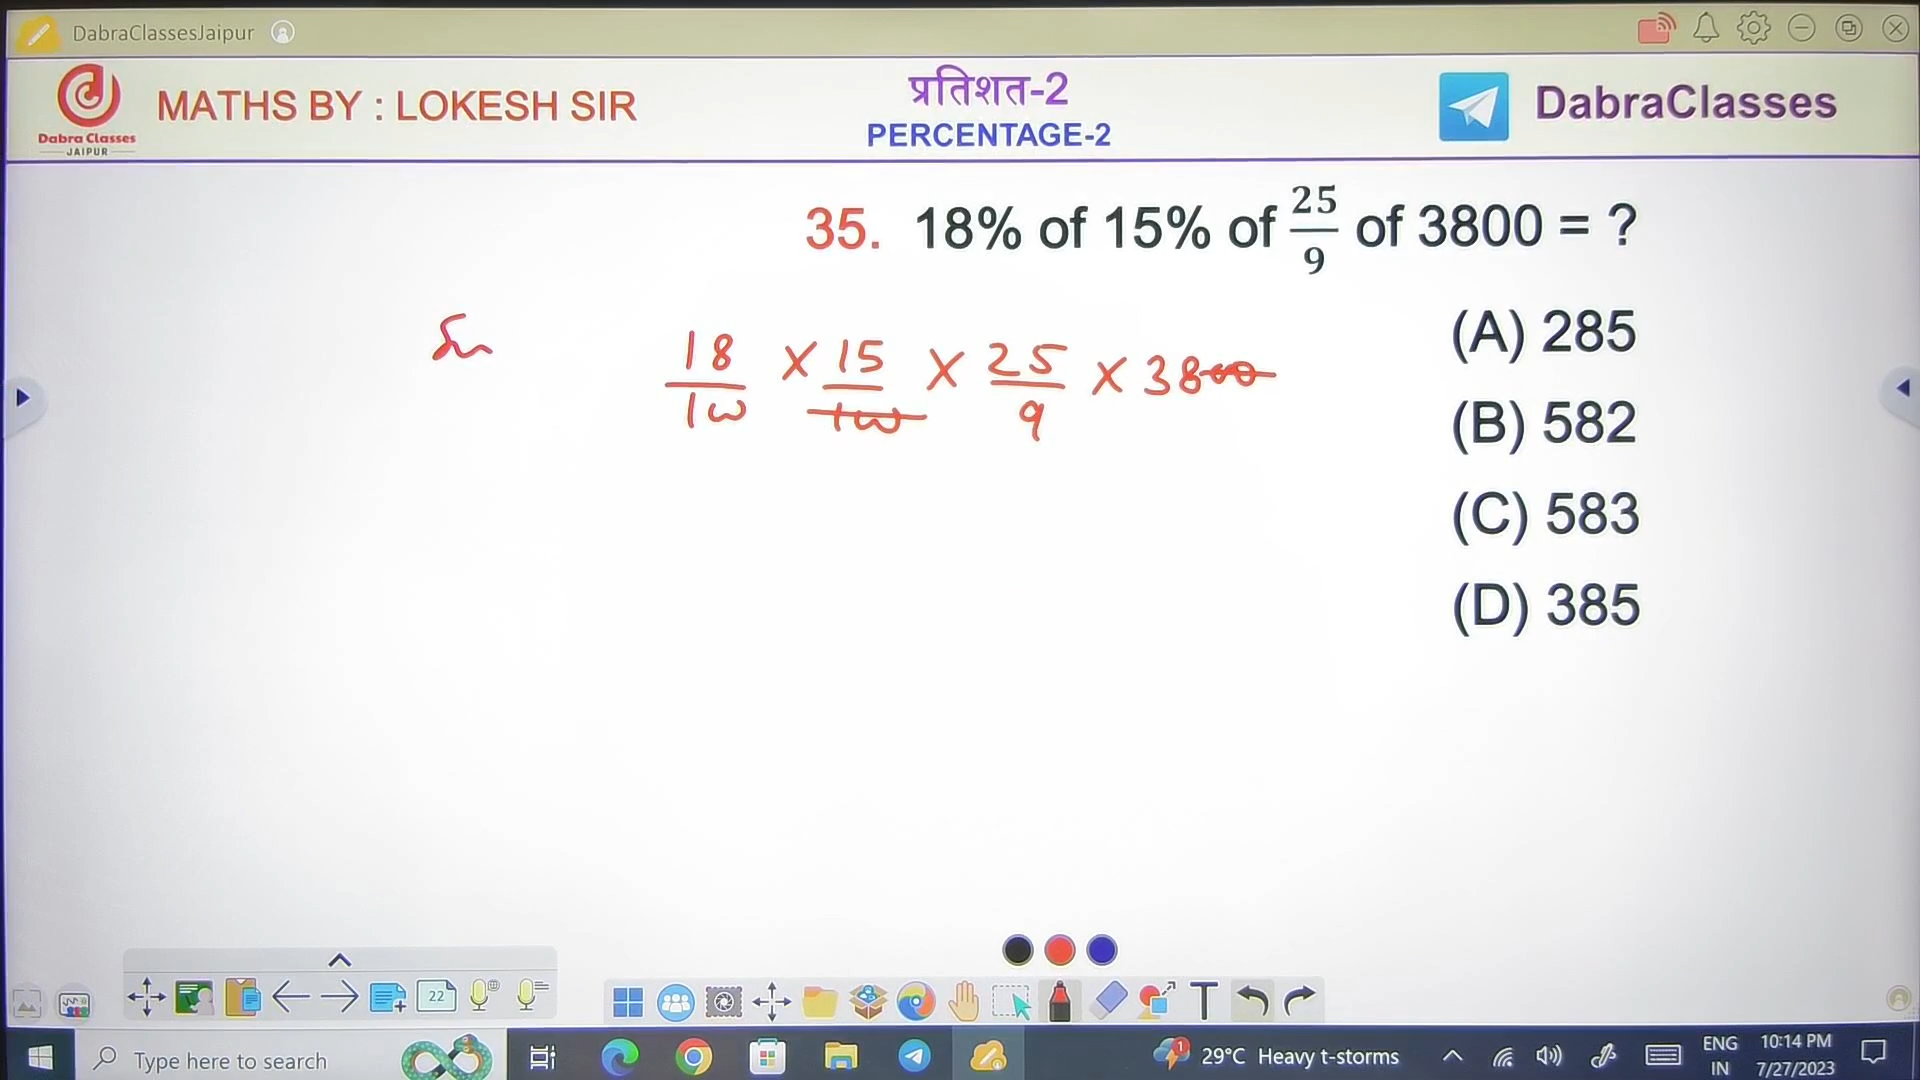 DabraClassesJaipur
Dabra Classes
JAIPUR
MATHS BY : LOKESH SIR
प्रतिशत-2
PERCENTAGE-2
DabraClasses
35. 18% of 15% of 25/9 of 3800 = ?
18/100 × 15/100 × 25/9 × 3800
(A) 285
(B) 582
(C) 583
(D) 385
22
T
Type here to search
1
29°C Heavy t-storms
ENG
IN
10:14 PM
7/27/2023